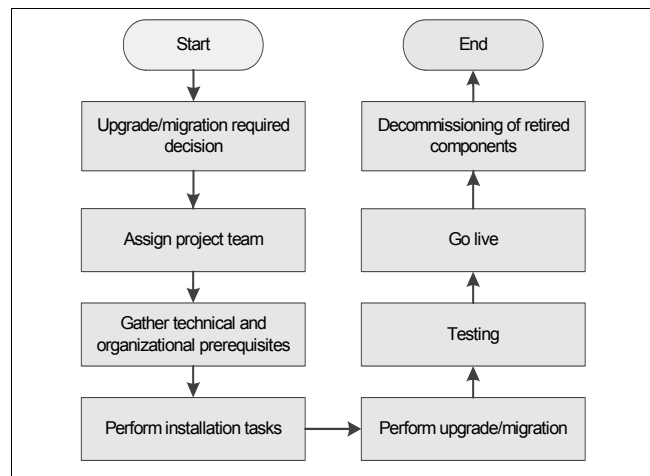 Start
Upgrade/migration required
decision
Assign project team
Gather technical and
organizational prerequisites
Perform installation tasks
Perform upgrade/migration
Testing
Go live
Decommissioning of retired
components
End